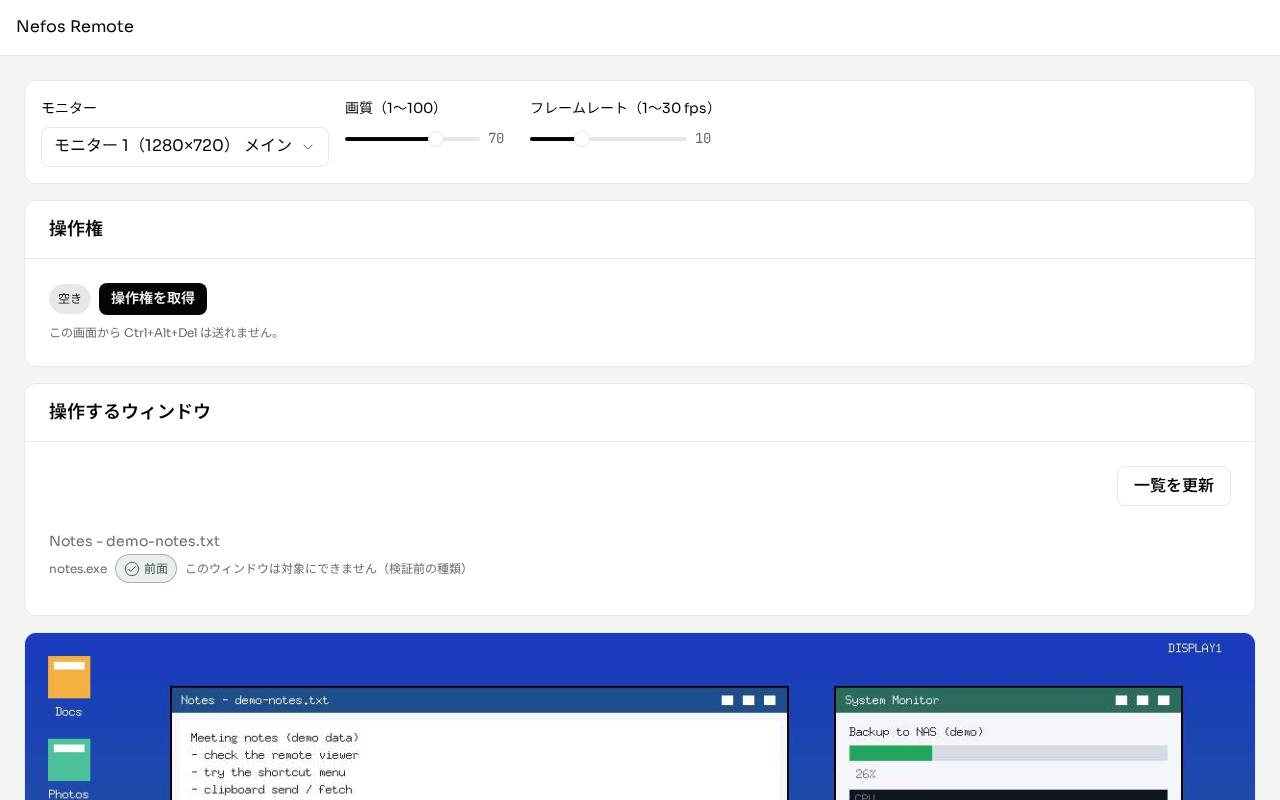 Nefos Remote
モニター
画質（1〜100）
フレームレート（1〜30 fps）
モニター 1（1280×720） メイン
70
10
操作権
空き
操作権を取得
この画面から Ctrl+Alt+Del は送れません。
操作するウィンドウ
一覧を更新
Notes - demo-notes.txt
notes.exe
前面
このウィンドウは対象にできません（検証前の種類）
DISPLAY1
Docs
Photos
Notes - demo-notes.txt
Meeting notes (demo data)
- check the remote viewer
- try the shortcut menu
- clipboard send / fetch
System Monitor
Backup to NAS (demo)
26%
CPU